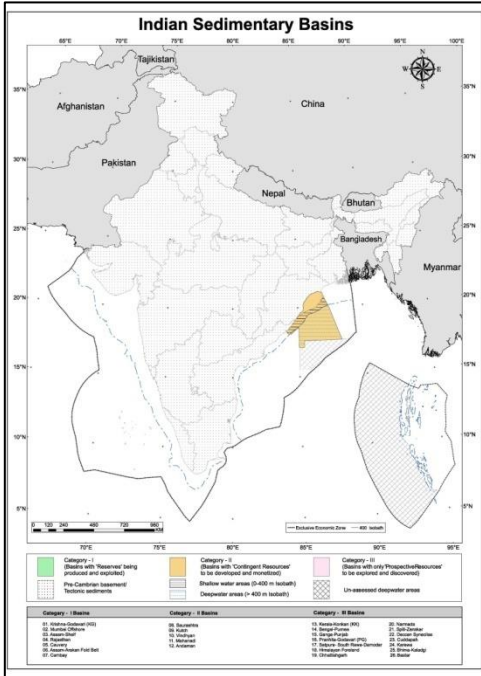 Indian Sedimentary Basins
65°E 70°E 75°E 80°E 85°E 90°E 95°E 100°E
Tajikistan
N
W E
S
35°N 35°N
Afghanistan
China
30°N 30°N
Pakistan
Nepal
Bhutan
25°N 25°N
Bangladesh
Myanmar
20°N 20°N
15°N 15°N
10°N 10°N
5°N 5°N
0 120 240 480 720 960
KM
Exclusive Economic Zone 400 Isobath
70°E 75°E 80°E 85°E 90°E 95°E
Category - I
(Basins with 'Reserves' being
produced and exploited)
Category - II
(Basins with 'Contingent Resources'
to be developed and monetized)
Category - III
(Basins with only 'Prospective Resources'
to be explored and discovered)
Pre-Cambrian basement/
Tectonic sediments
Shallow water areas (0-400 m Isobath)
Deepwater areas (> 400 m isobath)
Un-assessed deepwater areas
Category - I Basins
Category - II Basins
Category - III Basins
01. Krishna-Godavari (KG)
02. Mumbai Offshore
03. Assam-Shelf
04. Rajasthan
05. Cauvery
06. Assam-Arakan Fold Belt
07. Cambay
08. Saurashtra
09. Kutch
10. Vindhyan
11. Mahanadi
12. Andaman
13. Kerala-Konkan (KK)
14. Bengal-Purnea
15. Ganga-Punjab
16. Pranhita-Godavari (PG)
17. Satpura- South Rewa-Damodar
18. Himalayan Foreland
19. Chhattisgarh
20. Narmada
21. Spiti-Zanskar
22. Deccan Syneclise
23. Cuddapah
24. Karewa
25. Bhima-Kaladgi
26. Bastar